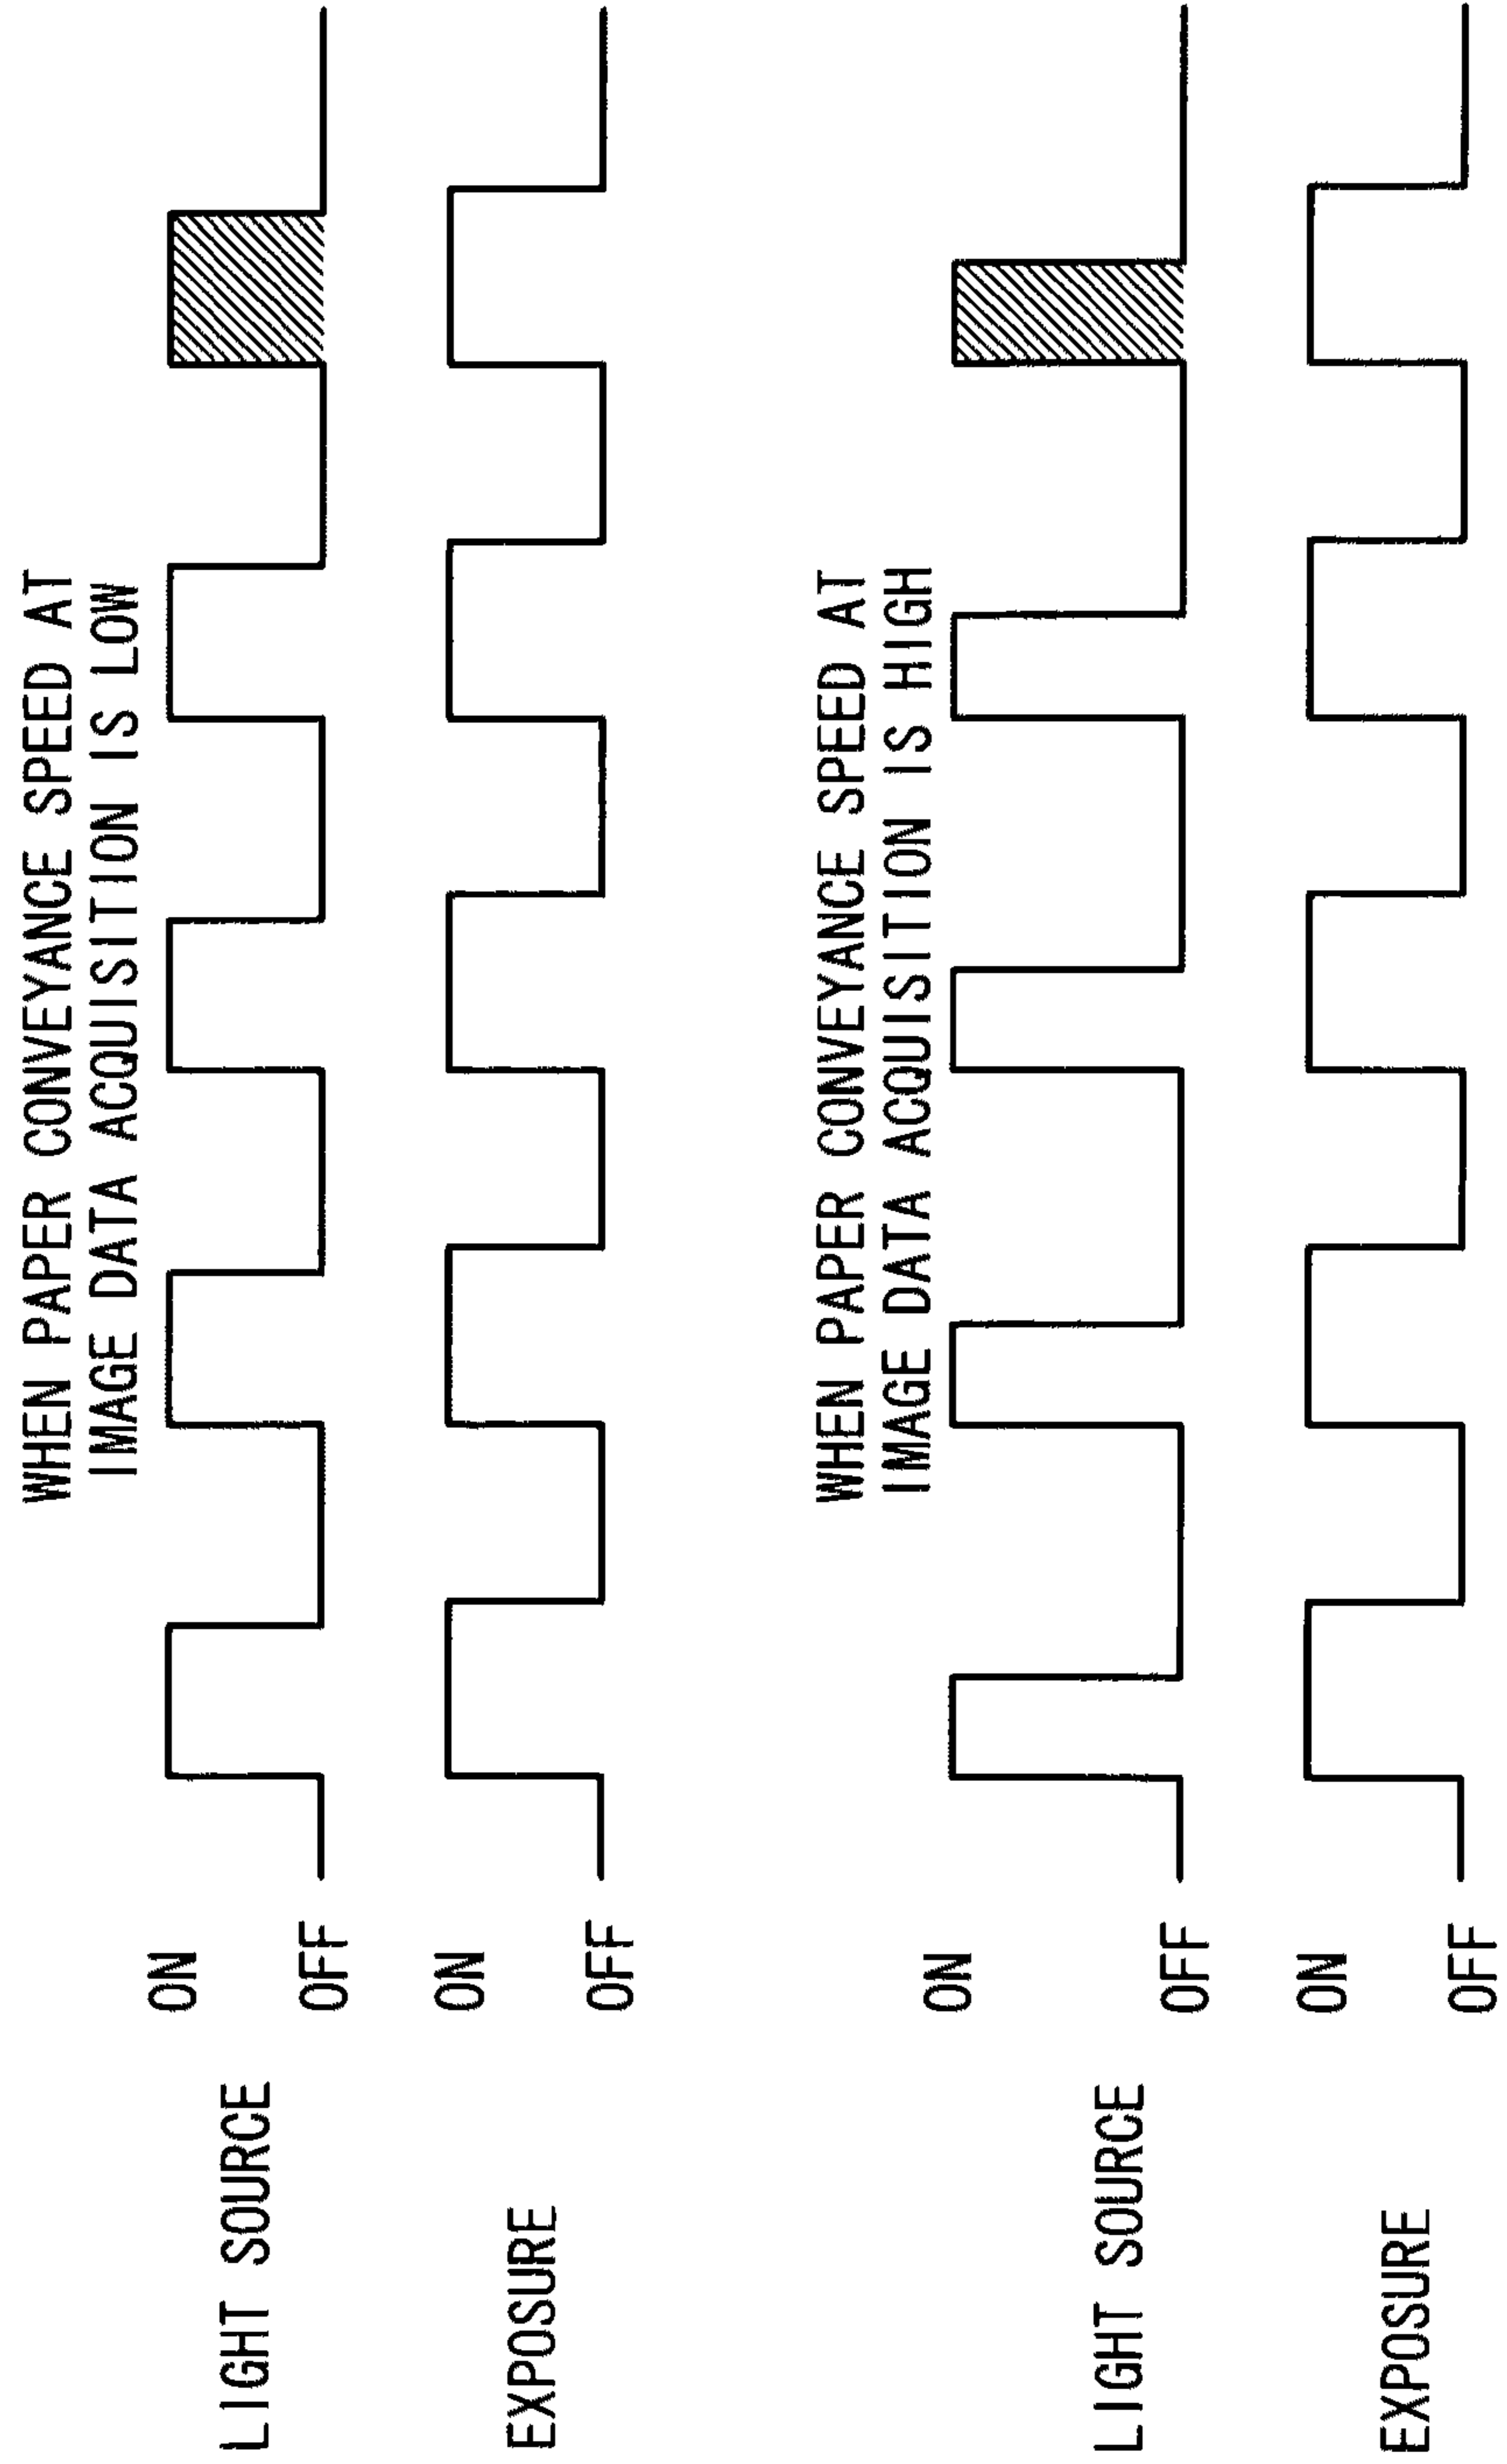 WHEN PAPER CONVEYANCE SPEED AT
IMAGE DATA ACQUISITION IS LOW
ON
LIGHT SOURCE
OFF
ON
EXPOSURE
OFF
WHEN PAPER CONVEYANCE SPEED AT
IMAGE DATA ACQUISITION IS HIGH
ON
LIGHT SOURCE
OFF
ON
EXPOSURE
OFF